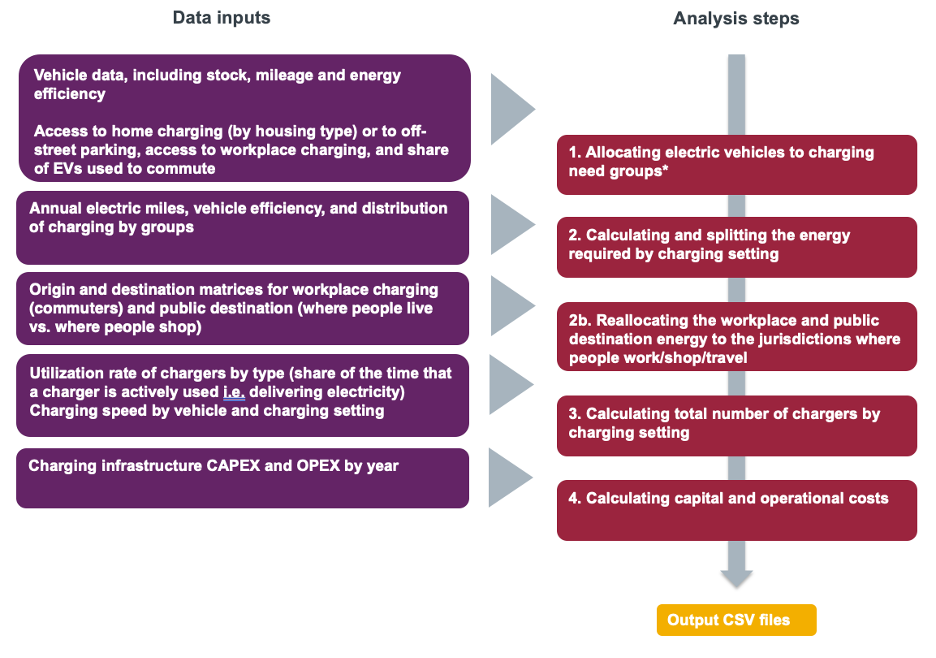 Data inputs
Analysis steps
Vehicle data, including stock, mileage and energy
efficiency
Access to home charging (by housing type) or to off-
street parking, access to workplace charging, and share
of EVs used to commute
1. Allocating electric vehicles to charging
need groups*
Annual electric miles, vehicle efficiency, and distribution
of charging by groups
2. Calculating and splitting the energy
required by charging setting
Origin and destination matrices for workplace charging
(commuters) and public destination (where people live
vs. where people shop)
2b. Reallocating the workplace and public
destination energy to the jurisdictions where
people work/shop/travel
Utilization rate of chargers by type (share of the time that
a charger is actively used i.e. delivering electricity)
Charging speed by vehicle and charging setting
3. Calculating total number of chargers by
charging setting
Charging infrastructure CAPEX and OPEX by year
4. Calculating capital and operational costs
Output CSV files